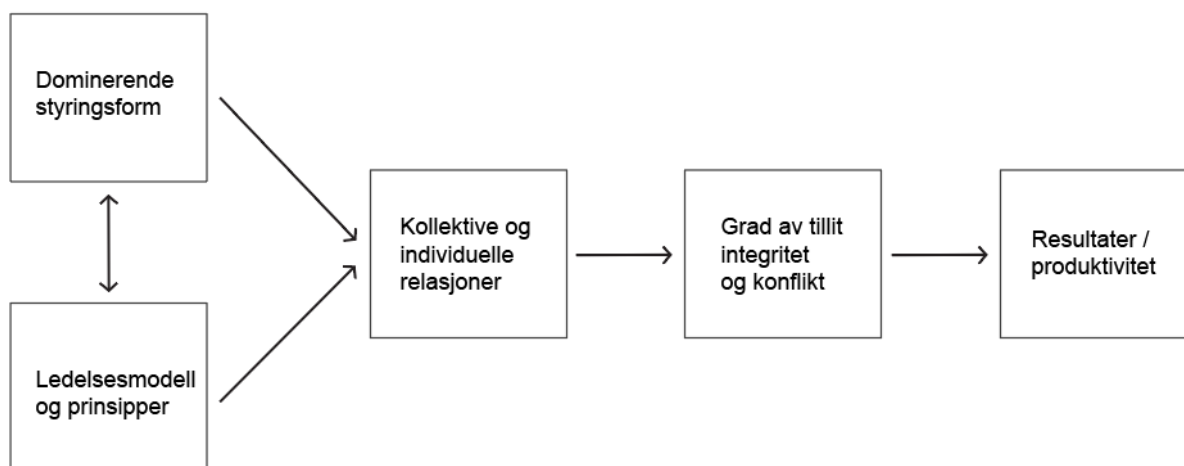 Dominerende
styringsform
Ledelsesmodell
og prinsipper
Kollektive og
individuelle
relasjoner
Grad av tillit
integritet
og konflikt
Resultater /
produktivitet